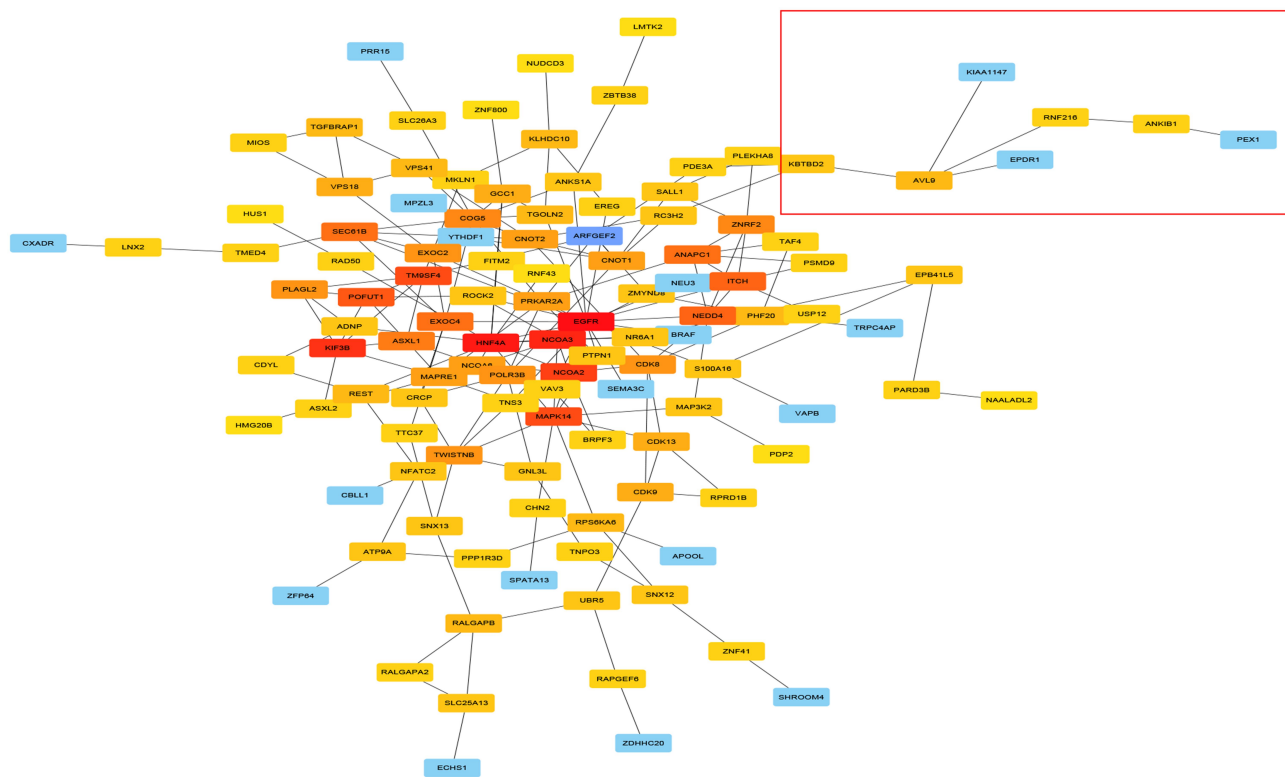 LMTK2
PRR15
NUDCD3
KIAA1147
ZBTB38
ZNF800
SLC26A3
RNF216
ANKIB1
TGFBRAP1
MIOS
KLHDC10
PEX1
PLEKHA8
EPDR1
PDE3A
KBTBD2
VPS41
MKLN1
ANKS1A
AVL9
VPS18
GCC1
SALL1
MPZL3
EREG
HUS1
COG5
TGOLN2
RC3H2
ZNRF2
SEC61B
YTHDF1
CNOT2
ARFGEF2
TAF4
CXADR
LNX2
TMED4
EXOC2
FITM2
CNOT1
ANAPC1
PSMD9
RAD50
TM9SF4
RNF43
NEU3
ITCH
EPB41L5
PLAGL2
POFUT1
ROCK2
PRKAR2A
ZMYND8
ADNP
EXOC4
EGFR
NEDD4
PHF20
USP12
TRPC4AP
KIF3B
ASXL1
HNF4A
NCOA3
NR6A1
BRAF
CDYL
NCOA6
PTPN1
CDK8
S100A16
MAPRE1
POLR3B
NCOA2
SEMA3C
REST
CRCP
VAV3
PARD3B
NAALADL2
ASXL2
TNS3
MAPK14
MAP3K2
VAPB
HMG20B
TTC37
BRPF3
CDK13
TWISTNB
PDP2
NFATC2
GNL3L
CBLL1
CDK9
RPRD1B
CHN2
SNX13
RPS6KA6
ATP9A
PPP1R3D
TNPO3
APOOL
SPATA13
ZFP64
UBR5
SNX12
RALGAPB
ZNF41
RALGAPA2
RAPGEF6
SLC25A13
SHROOM4
ZDHHC20
ECHS1